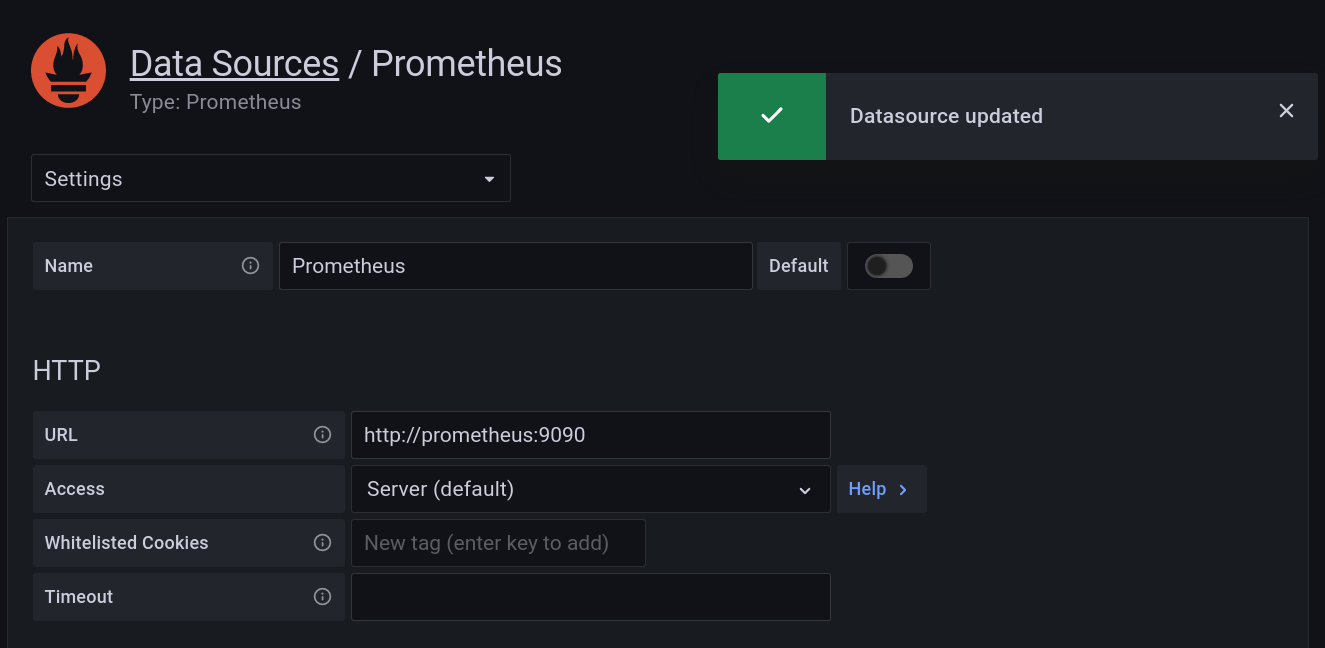 Data Sources / Prometheus
Type: Prometheus
Datasource updated
Settings
Name Prometheus Default
HTTP
URL http://prometheus:9090
Access Server (default) Help
Whitelisted Cookies New tag (enter key to add)
Timeout